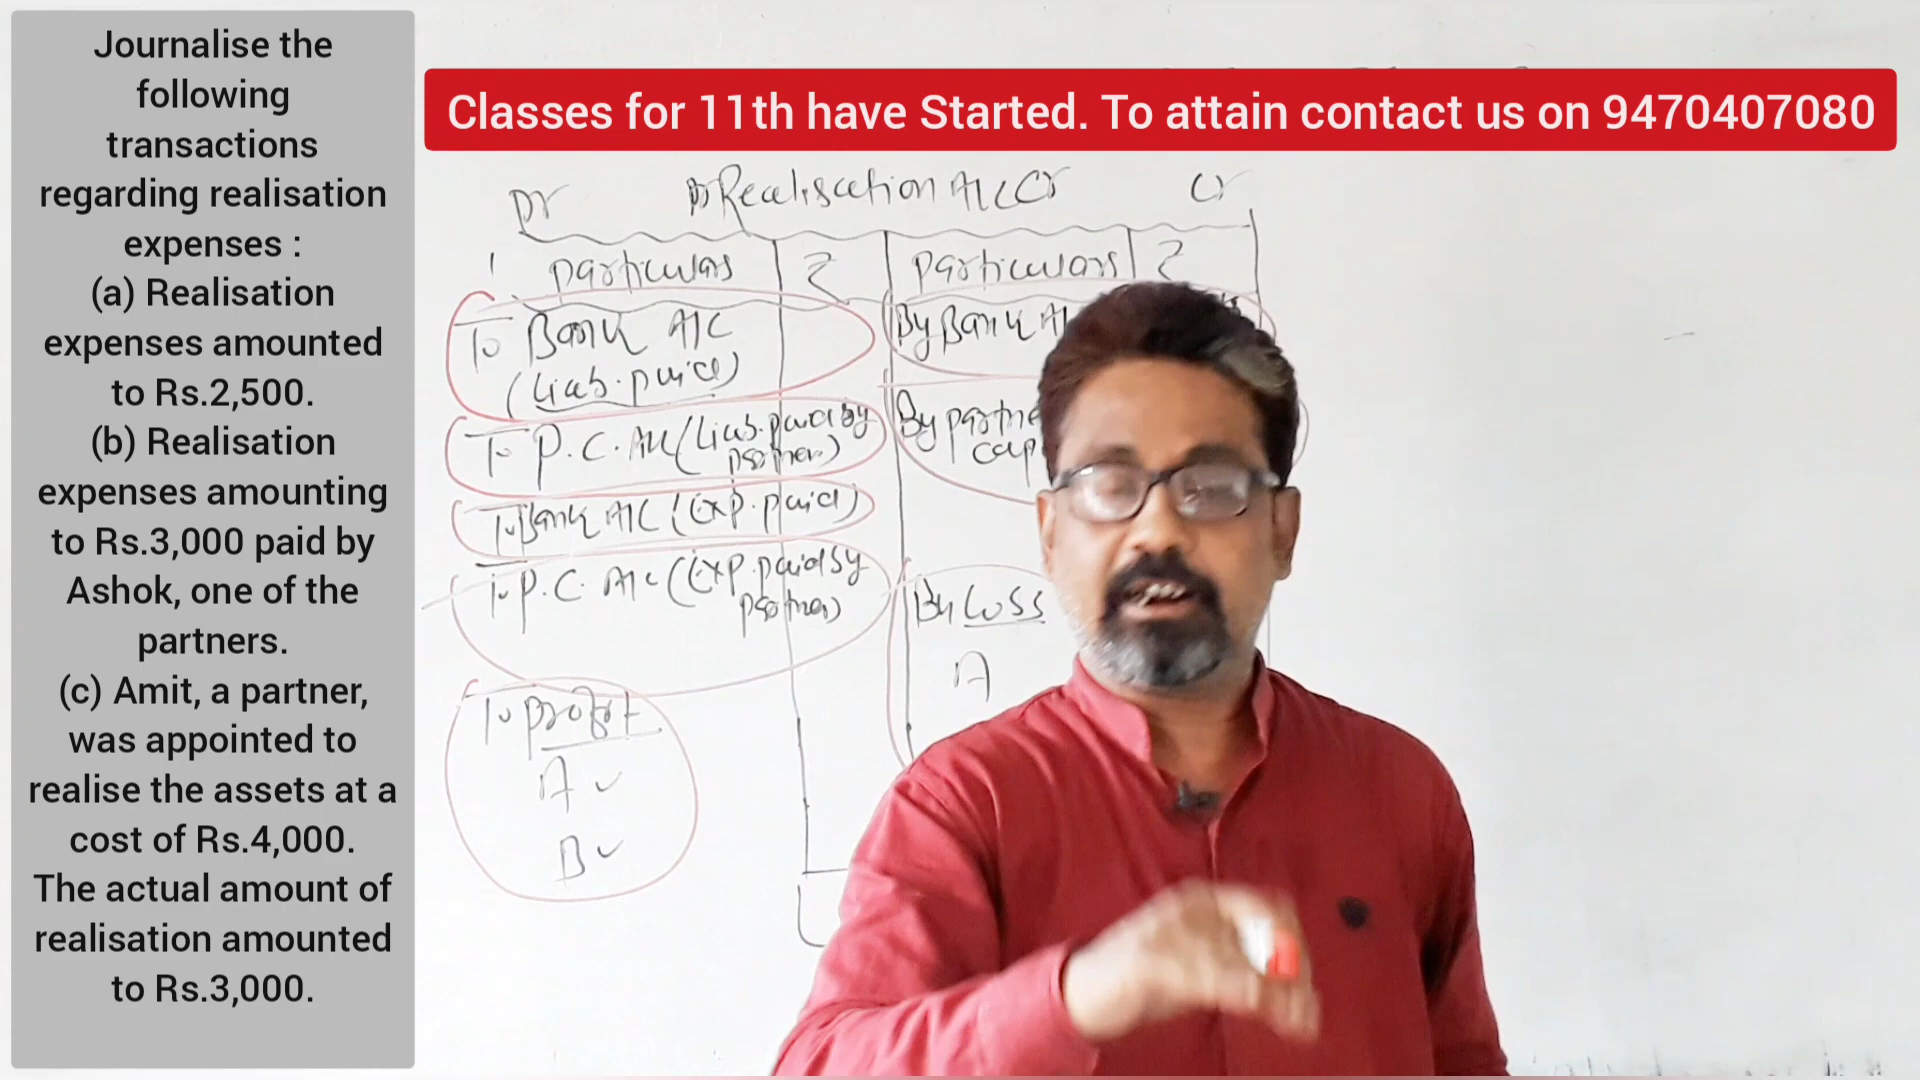 Journalise the
following
transactions
regarding realisation
expenses :
(a) Realisation
expenses amounted
to Rs.2,500.
(b) Realisation
expenses amounting
to Rs.3,000 paid by
Ashok, one of the
partners.
(c) Amit, a partner,
was appointed to
realise the assets at a
cost of Rs.4,000.
The actual amount of
realisation amounted
to Rs.3,000.
Classes for 11th have Started. To attain contact us on 9470407080
Dr Realisation A/C Cr Cr
Particulars ₹ Particulars ₹
To Bank A/C
(Liab. paid)
To P.C. A/C (Liab. paid by
partner)
To Bank A/C (Exp. paid)
To P.C. A/C (Exp. paid by
partner)
To profit
A
B
By Bank A/
By partne
cap
By Loss
A